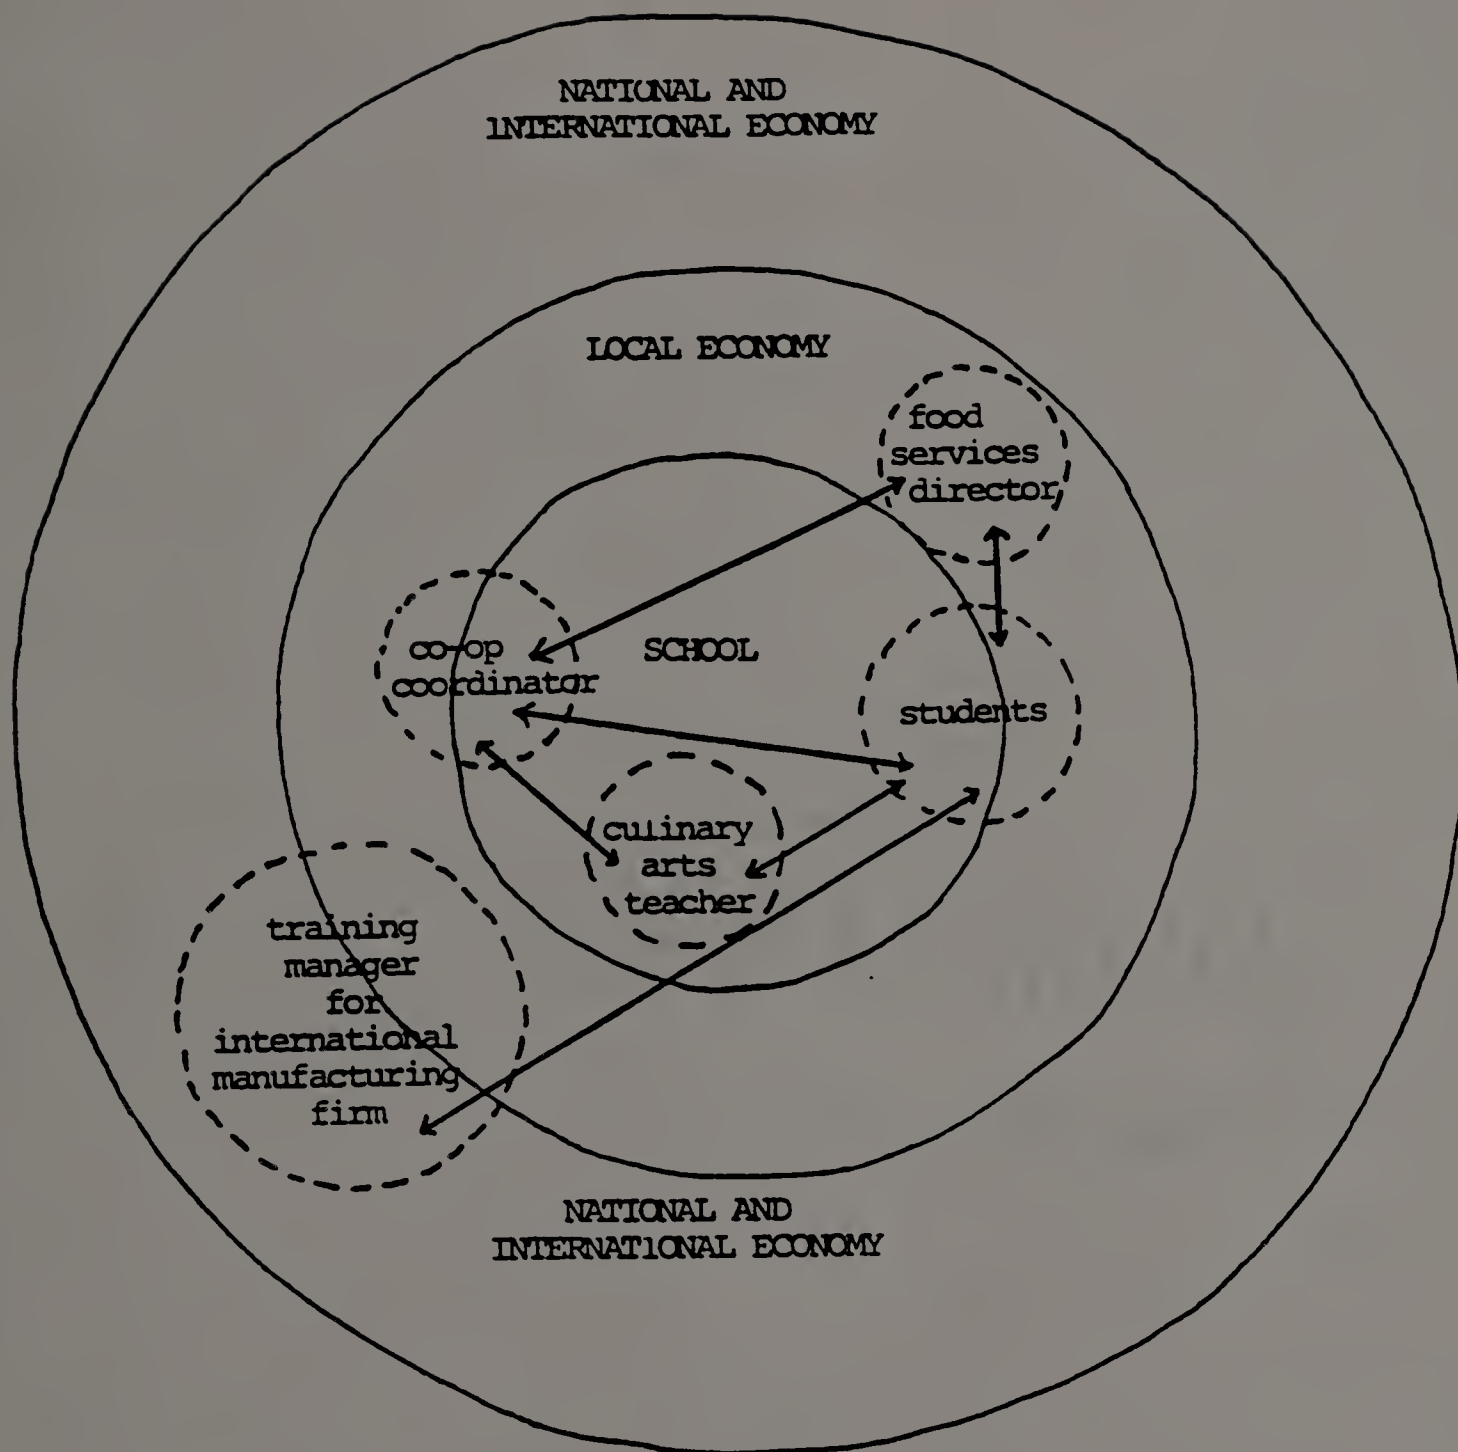 NATIONAL AND
INTERNATIONAL ECONOMY
LOCAL ECONOMY
food
services
director
co-op
coordinator
SCHOOL
students
culinary
arts
teacher
training
manager
for
international
manufacturing
firm
NATIONAL AND
INTERNATIONAL ECONOMY